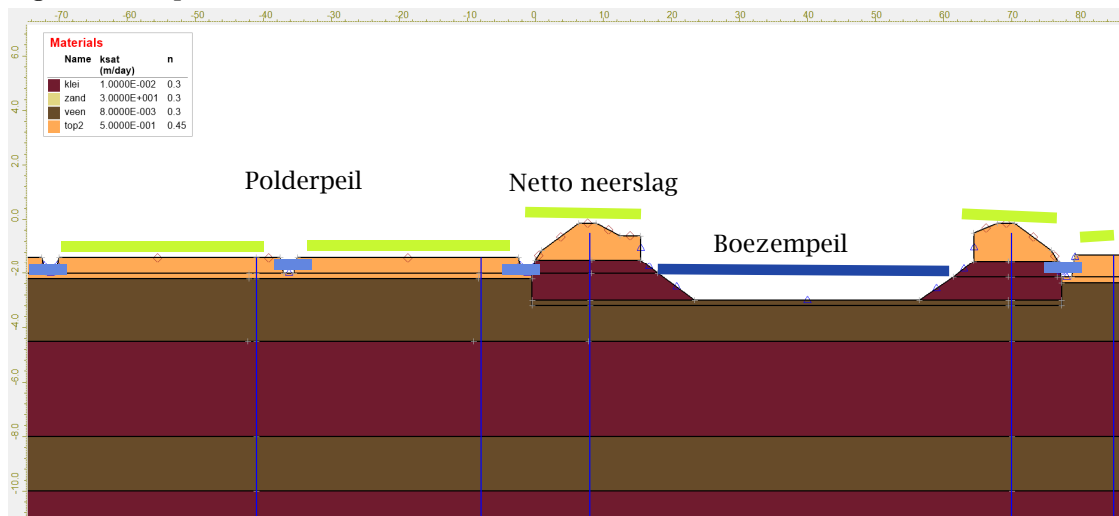 -70 -60 -50 -40 -30 -20 -10 0 10 20 30 40 50 60 70 80
Materials
Name ksat n
(m/day)
klei 1.0000E-002 0.3
zand 3.0000E+001 0.3
veen 8.0000E-003 0.3
top2 5.0000E-001 0.45
6.0
4.0
2.0
0.0
-2.0
-4.0
-6.0
-8.0
-10.0
Polderpeil
Netto neerslag
Boezempeil